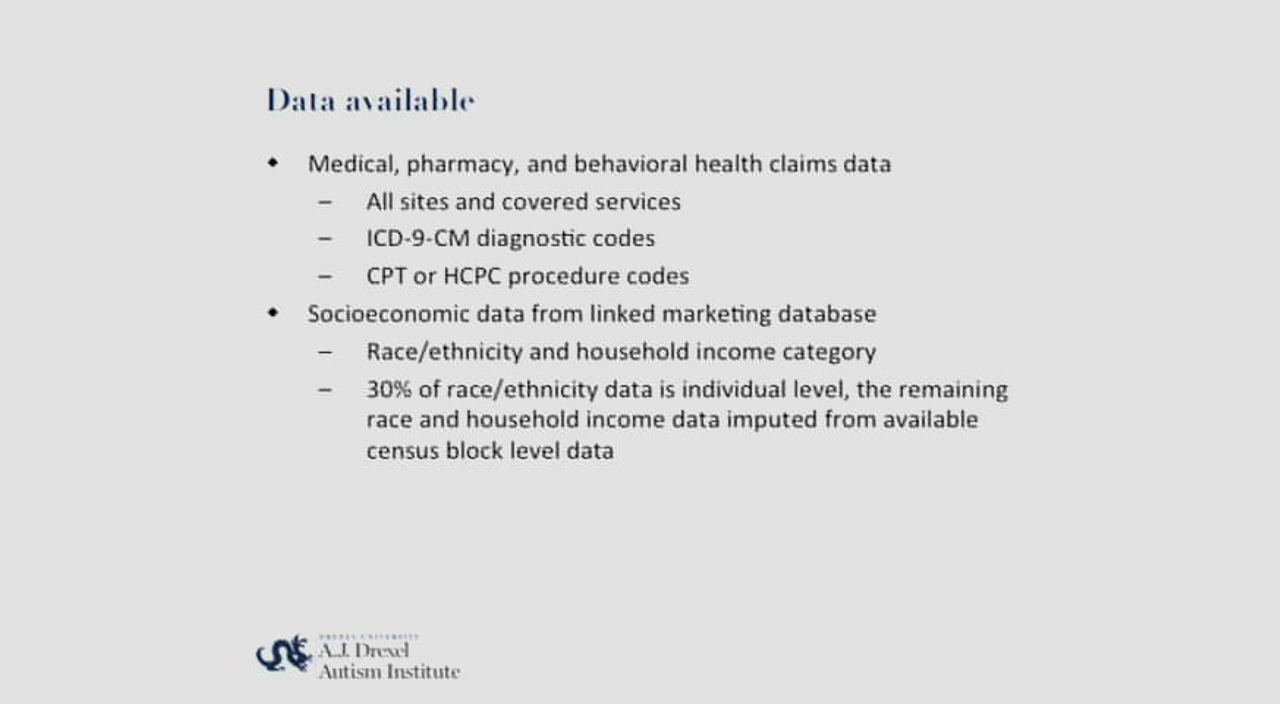 Data available
◆ Medical, pharmacy, and behavioral health claims data
– All sites and covered services
– ICD-9-CM diagnostic codes
– CPT or HCPC procedure codes
◆ Socioeconomic data from linked marketing database
– Race/ethnicity and household income category
– 30% of race/ethnicity data is individual level, the remaining
race and household income data imputed from available
census block level data
DREXEL UNIVERSITY
A.J. Drexel
Autism Institute